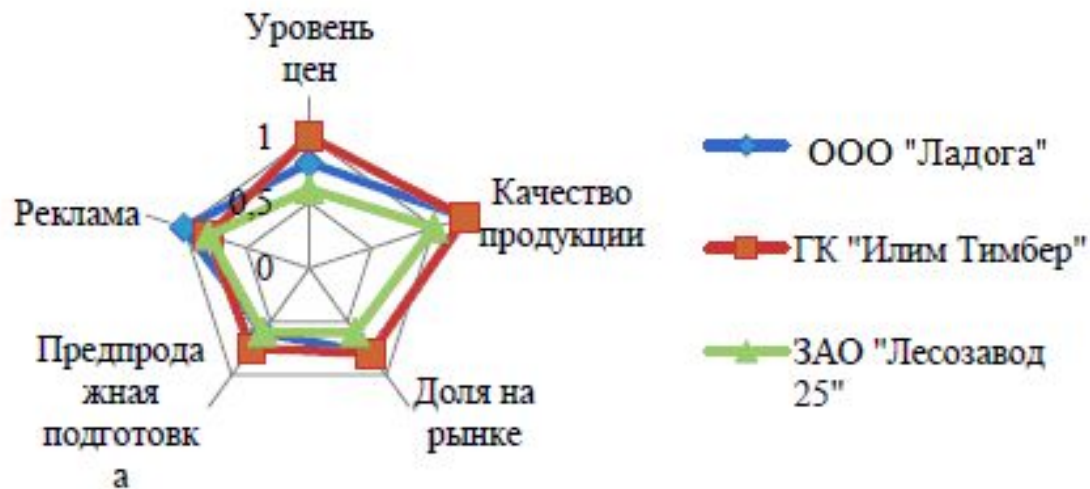 Уровень
цен
1
0,5
0
Качество
продукции
Доля на
рынке
Предпрода
жная
подготовк
а
Реклама
ООО "Ладога"
ГК "Илим Тимбер"
ЗАО "Лесозавод
25"